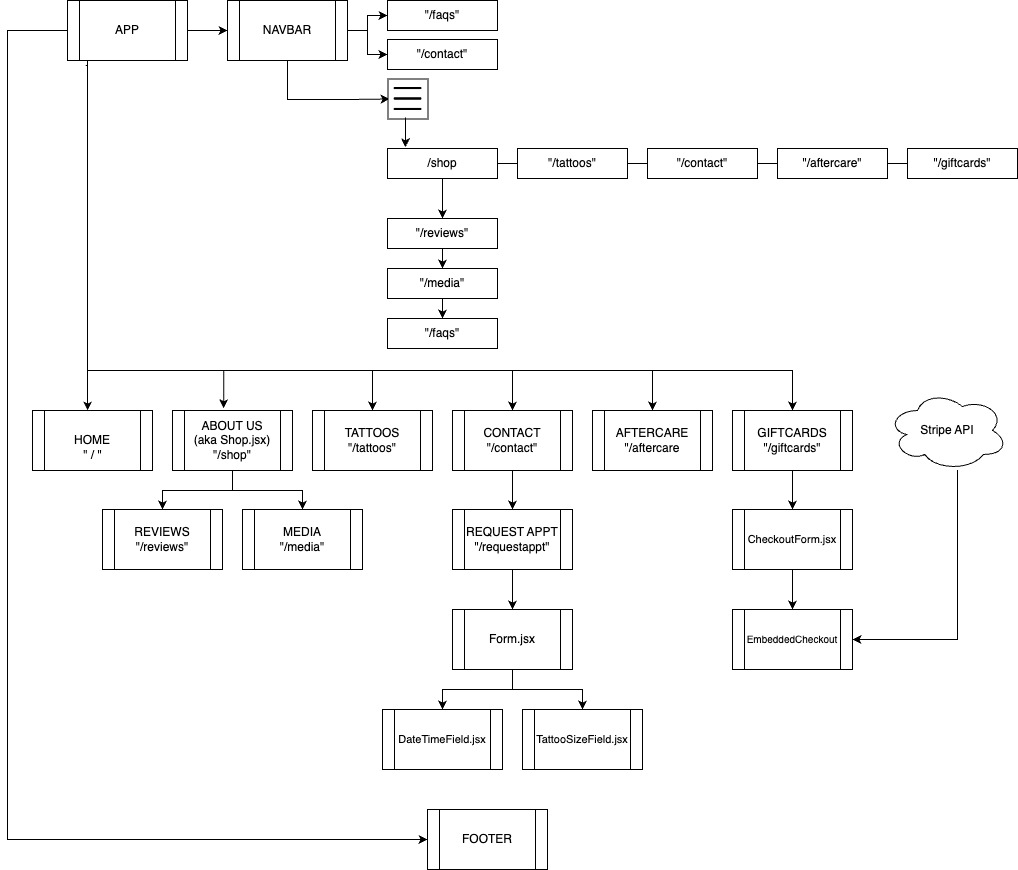 APP
NAVBAR
"/faqs"
"/contact"
/shop
"/tattoos"
"/contact"
"/aftercare"
"/giftcards"
"/reviews"
"/media"
"/faqs"
HOME
" / "
ABOUT US
(aka Shop.jsx)
"/shop"
TATTOOS
"/tattoos"
CONTACT
"/contact"
AFTERCARE
"/aftercare
GIFTCARDS
"/giftcards"
Stripe API
REVIEWS
"/reviews"
MEDIA
"/media"
REQUEST APPT
"/requestappt"
CheckoutForm.jsx
Form.jsx
EmbeddedCheckout
DateTimeField.jsx
TattooSizeField.jsx
FOOTER